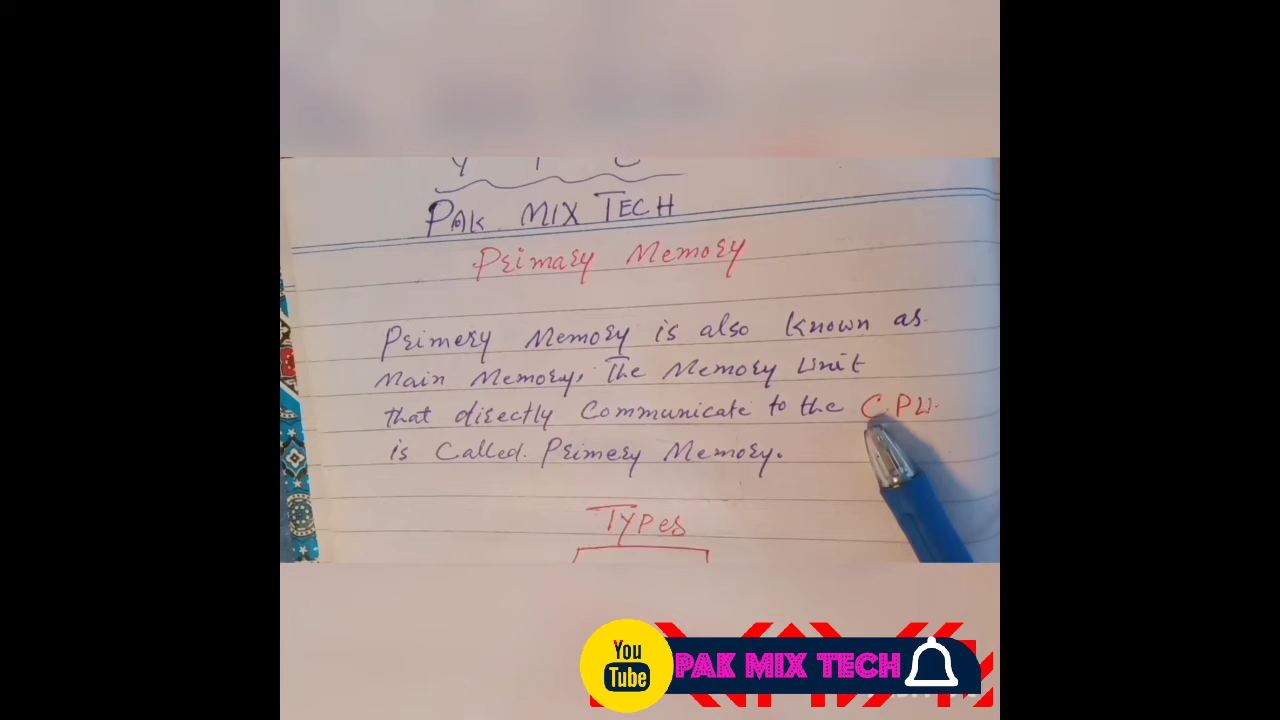 PAK MIX TECH
Primary Memory
Primery Memory is also known as
Main Memory, The Memory Unit
that directly Communicate to the C.P.U.
is Called. Primery Memory.
Types
You
Tube
PAK MIX TECH